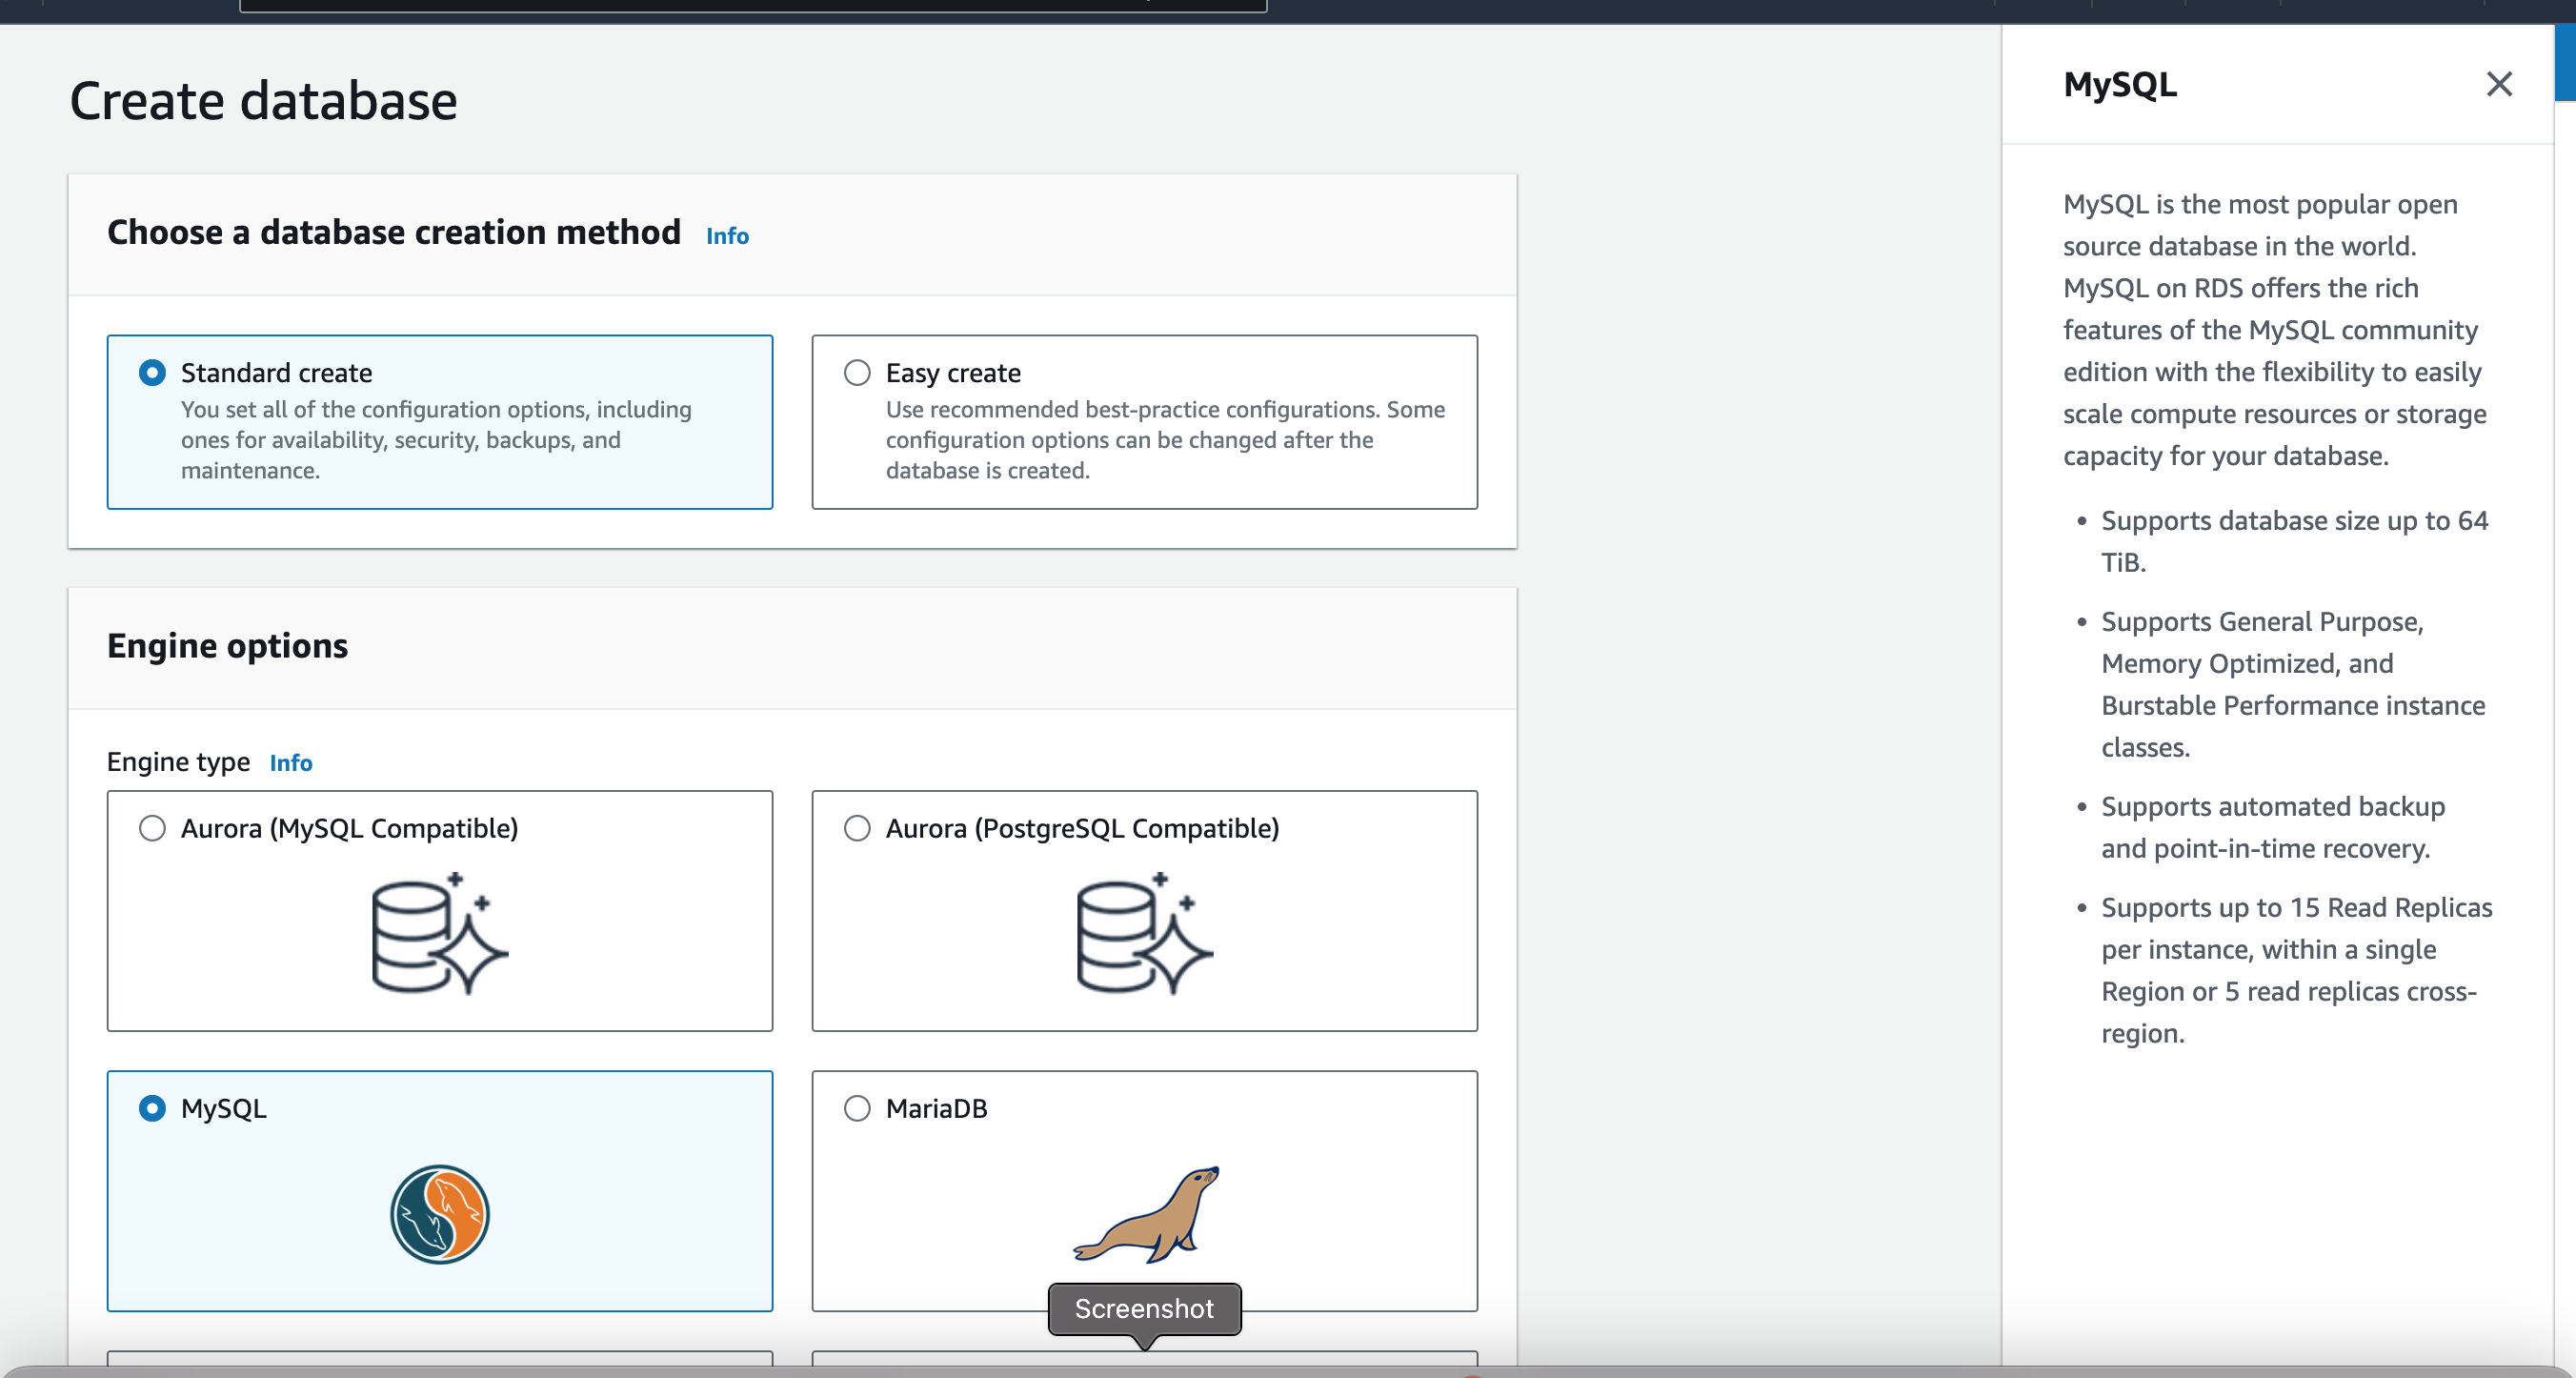 Create database
Choose a database creation method Info
Standard create
You set all of the configuration options, including
ones for availability, security, backups, and
maintenance.
Easy create
Use recommended best-practice configurations. Some
configuration options can be changed after the
database is created.
Engine options
Engine type Info
Aurora (MySQL Compatible)
Aurora (PostgreSQL Compatible)
MySQL
MariaDB
Screenshot
MySQL
MySQL is the most popular open
source database in the world.
MySQL on RDS offers the rich
features of the MySQL community
edition with the flexibility to easily
scale compute resources or storage
capacity for your database.
• Supports database size up to 64
TiB.
• Supports General Purpose,
Memory Optimized, and
Burstable Performance instance
classes.
• Supports automated backup
and point-in-time recovery.
• Supports up to 15 Read Replicas
per instance, within a single
Region or 5 read replicas cross-
region.